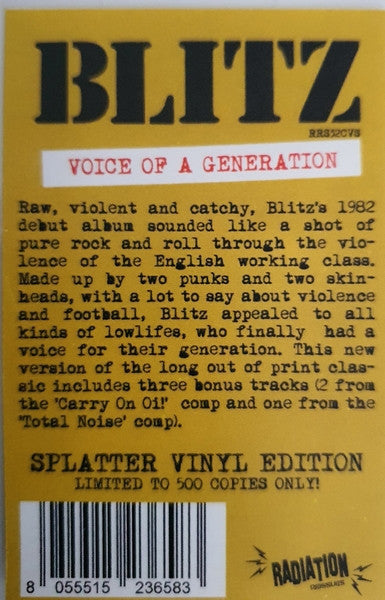 BLITZ
RRS52CVS
VOICE OF A GENERATION
Raw, violent and catchy, Blitz's 1982
debut album sounded like a shot of
pure rock and roll through the vio-
lence of the English working class.
Made up by two punks and two skin-
heads, with a lot to say about violence
and football, Blitz appealed to all
kinds of lowlifes, who finally had a
voice for their generation. This new
version of the long out of print clas-
sic includes three bonus tracks (2 from
the 'Carry On Oi!' comp and one from the
'Total Noise' comp).
SPLATTER VINYL EDITION
LIMITED TO 500 COPIES ONLY!
8 055515 236583
RADIATION
REISSUES